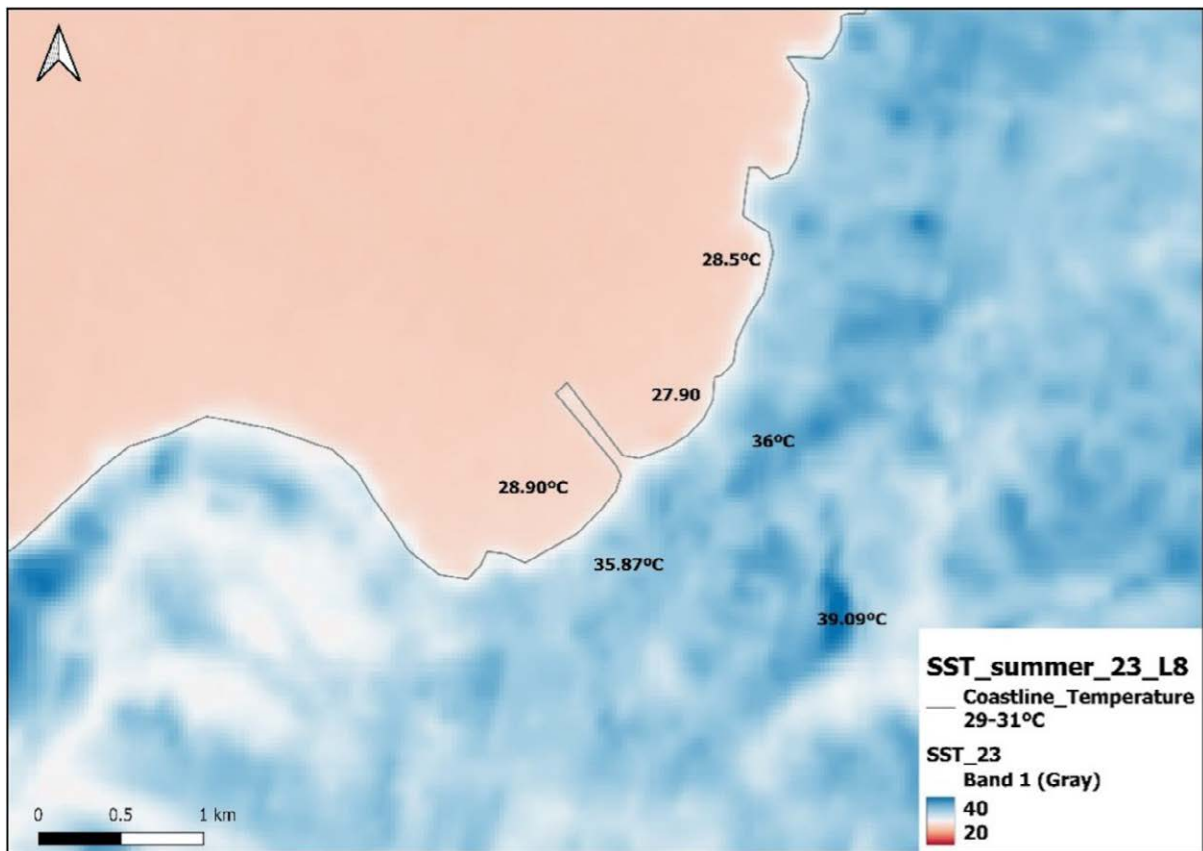 28.5ºC
27.90
36ºC
28.90ºC
35.87ºC
39.09ºC
SST_summer_23_L8
Coastline_Temperature
29-31ºC
SST_23
Band 1 (Gray)
40
20
0 0.5 1 km